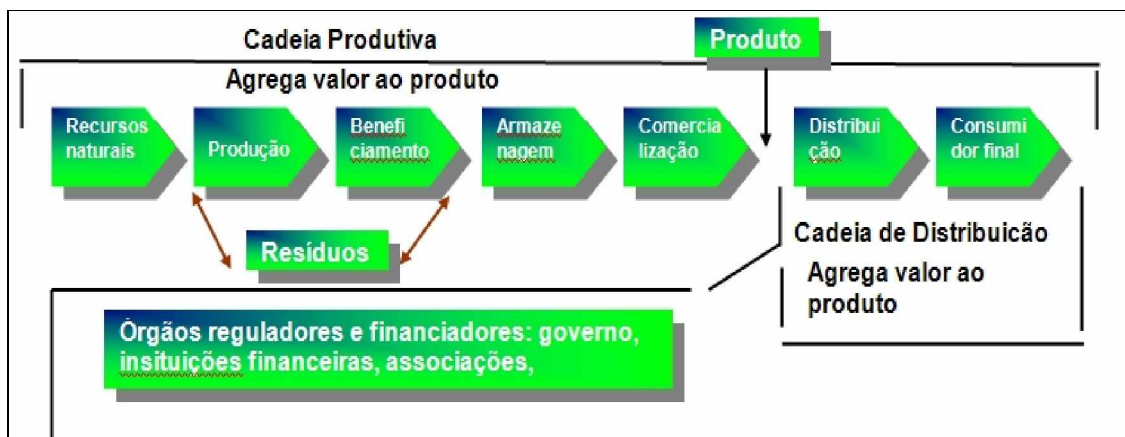 Cadeia Produtiva
Produto
Agrega valor ao produto
Recursos
naturais
Produção
Benefi
ciamento
Armaze
nagem
Comercia
lização
Distribui
ção
Consumi
dor final
Resíduos
Cadeia de Distribuicão
Agrega valor ao
produto
Órgãos reguladores e financiadores: governo,
insituições financeiras, associações,